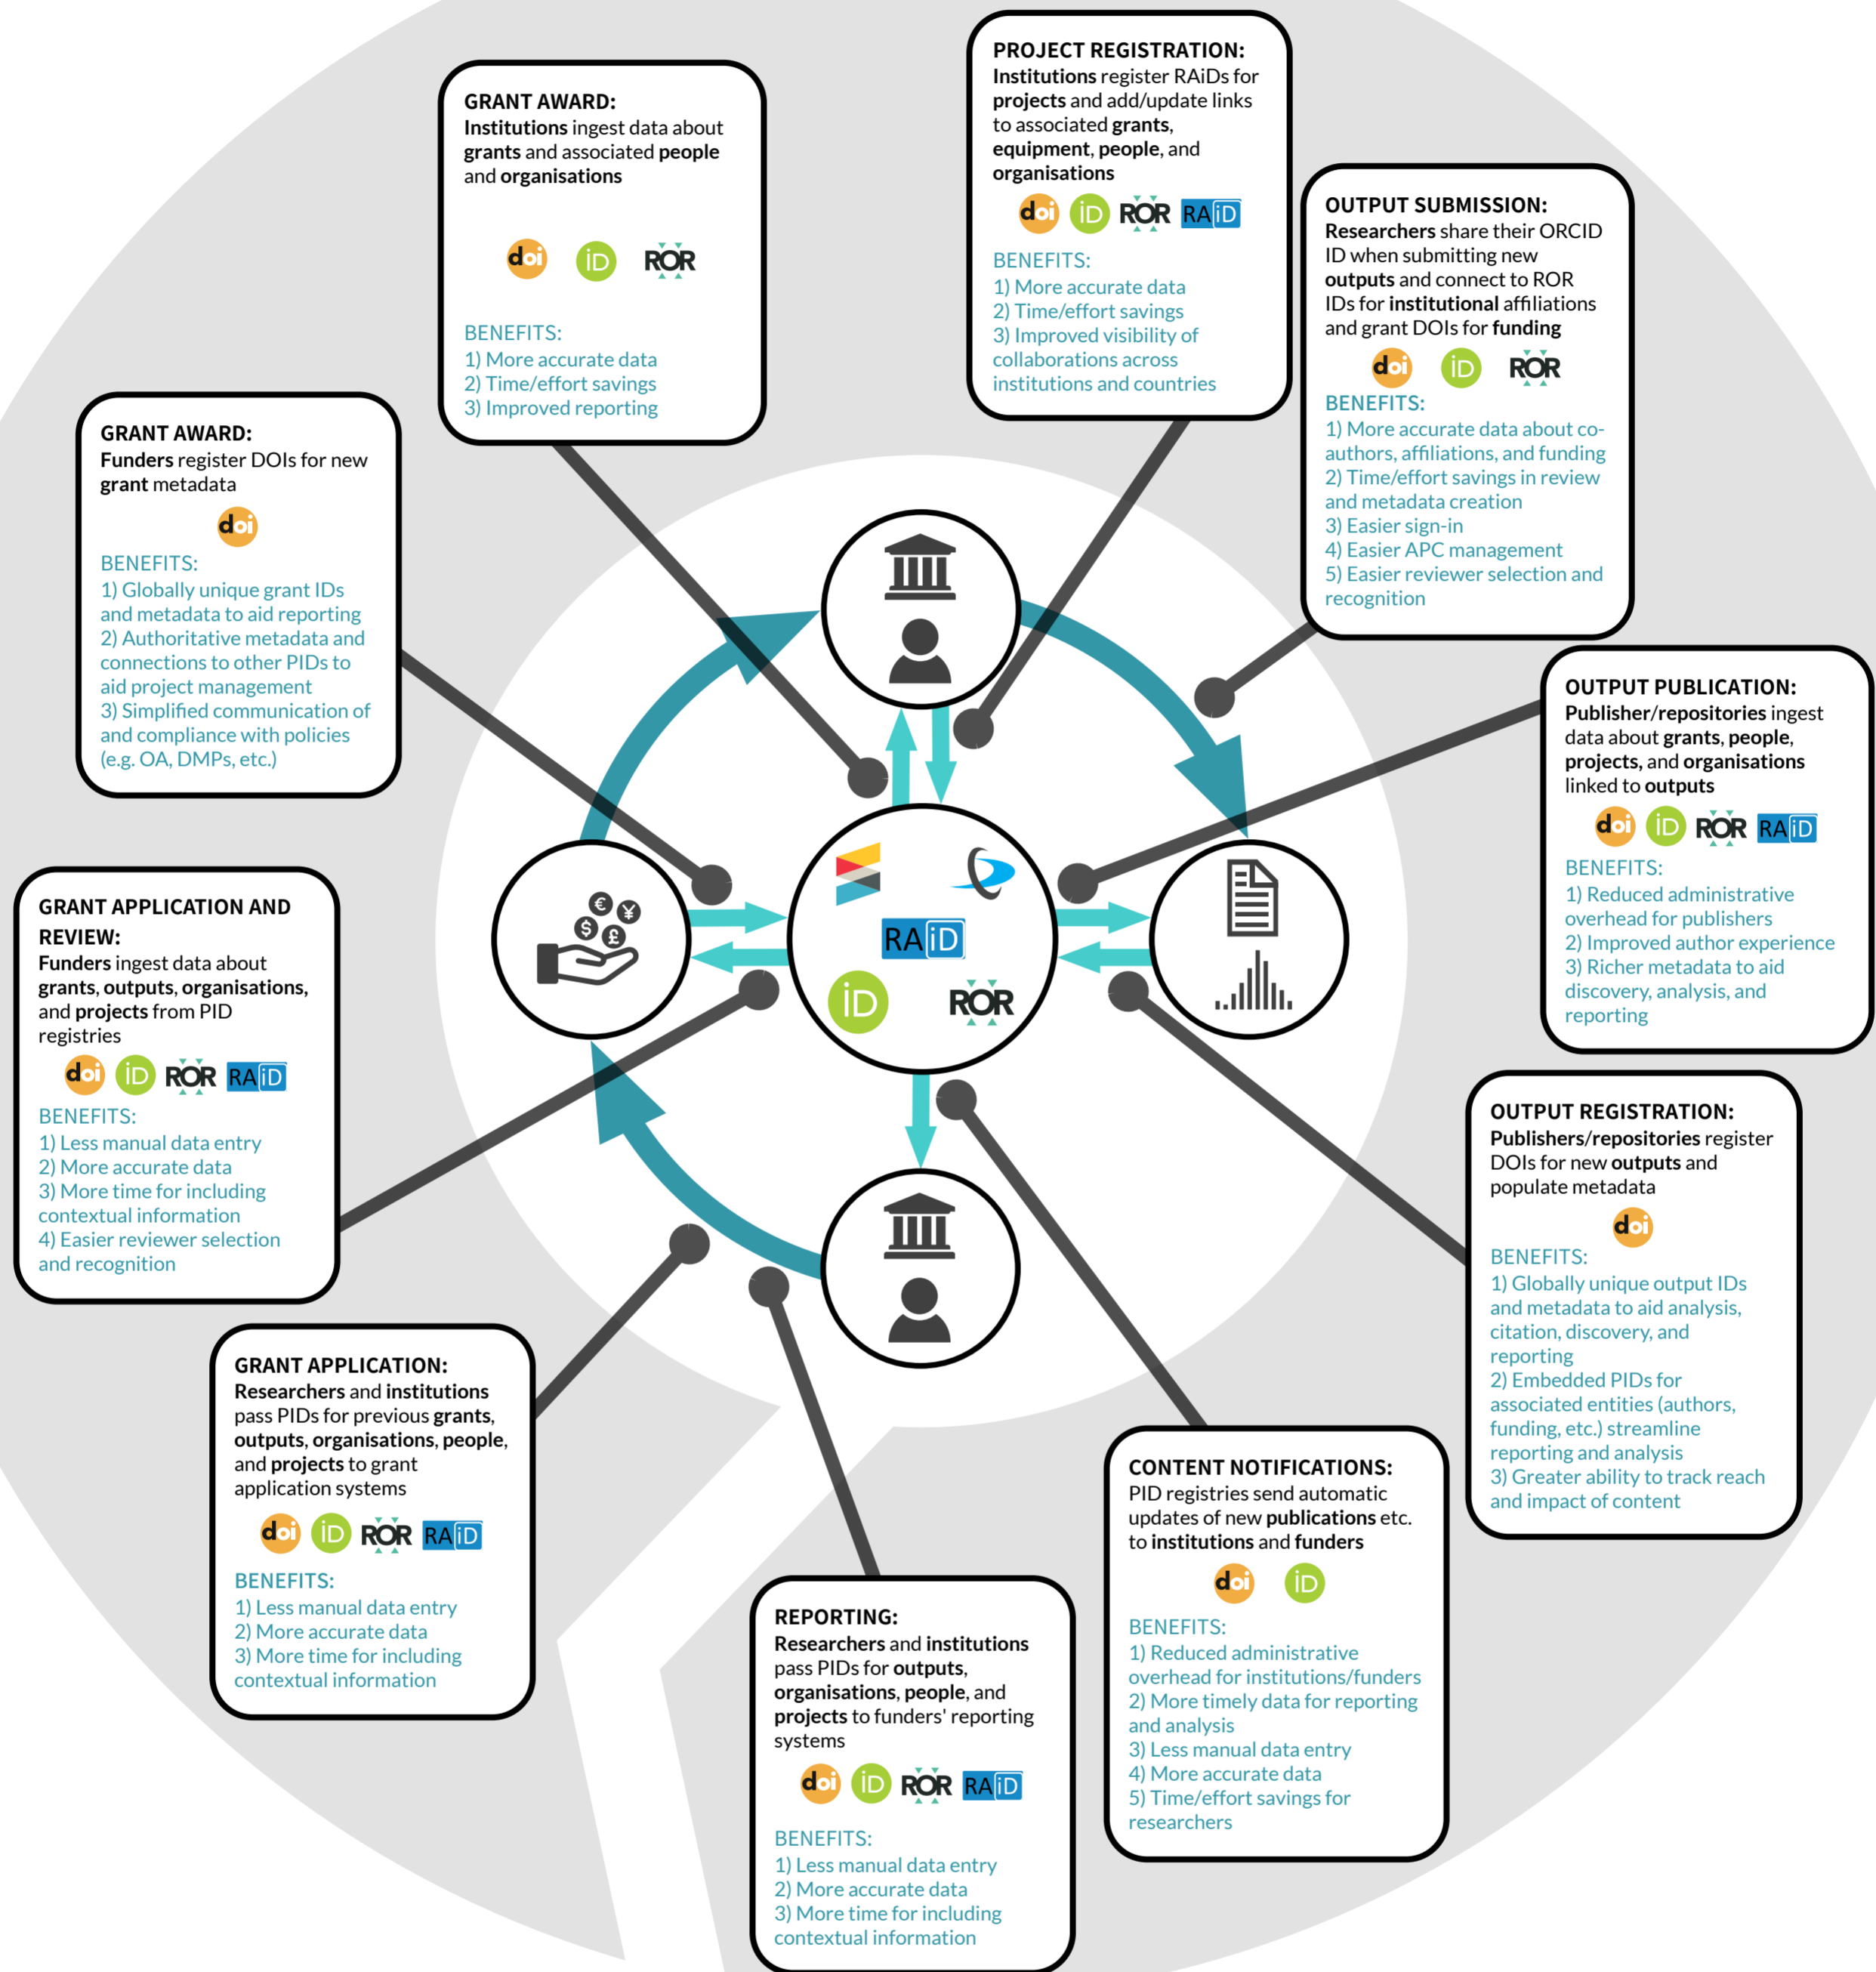 GRANT AWARD:
Institutions ingest data about
grants and associated people
and organisations
doi iD ROR
BENEFITS:
1) More accurate data
2) Time/effort savings
3) Improved reporting
PROJECT REGISTRATION:
Institutions register RAiDs for
projects and add/update links
to associated grants,
equipment, people, and
organisations
doi iD ROR RAiD
BENEFITS:
1) More accurate data
2) Time/effort savings
3) Improved visibility of
collaborations across
institutions and countries
OUTPUT SUBMISSION:
Researchers share their ORCID
ID when submitting new
outputs and connect to ROR
IDs for institutional affiliations
and grant DOIs for funding
doi iD ROR
BENEFITS:
1) More accurate data about co-
authors, affiliations, and funding
2) Time/effort savings in review
and metadata creation
3) Easier sign-in
4) Easier APC management
5) Easier reviewer selection and
recognition
GRANT AWARD:
Funders register DOIs for new
grant metadata
doi
BENEFITS:
1) Globally unique grant IDs
and metadata to aid reporting
2) Authoritative metadata and
connections to other PIDs to
aid project management
3) Simplified communication of
and compliance with policies
(e.g. OA, DMPs, etc.)
OUTPUT PUBLICATION:
Publisher/repositories ingest
data about grants, people,
projects, and organisations
linked to outputs
doi iD ROR RAiD
BENEFITS:
1) Reduced administrative
overhead for publishers
2) Improved author experience
3) Richer metadata to aid
discovery, analysis, and
reporting
€ ¥
$ £
RAiD
iD ROR
GRANT APPLICATION AND
REVIEW:
Funders ingest data about
grants, outputs, organisations,
and projects from PID
registries
doi iD ROR RAiD
BENEFITS:
1) Less manual data entry
2) More accurate data
3) More time for including
contextual information
4) Easier reviewer selection
and recognition
OUTPUT REGISTRATION:
Publishers/repositories register
DOIs for new outputs and
populate metadata
doi
BENEFITS:
1) Globally unique output IDs
and metadata to aid analysis,
citation, discovery, and
reporting
2) Embedded PIDs for
associated entities (authors,
funding, etc.) streamline
reporting and analysis
3) Greater ability to track reach
and impact of content
GRANT APPLICATION:
Researchers and institutions
pass PIDs for previous grants,
outputs, organisations, people,
and projects to grant
application systems
doi iD ROR RAiD
BENEFITS:
1) Less manual data entry
2) More accurate data
3) More time for including
contextual information
CONTENT NOTIFICATIONS:
PID registries send automatic
updates of new publications etc.
to institutions and funders
doi iD
BENEFITS:
1) Reduced administrative
overhead for institutions/funders
2) More timely data for reporting
and analysis
3) Less manual data entry
4) More accurate data
5) Time/effort savings for
researchers
REPORTING:
Researchers and institutions
pass PIDs for outputs,
organisations, people, and
projects to funders' reporting
systems
doi iD ROR RAiD
BENEFITS:
1) Less manual data entry
2) More accurate data
3) More time for including
contextual information